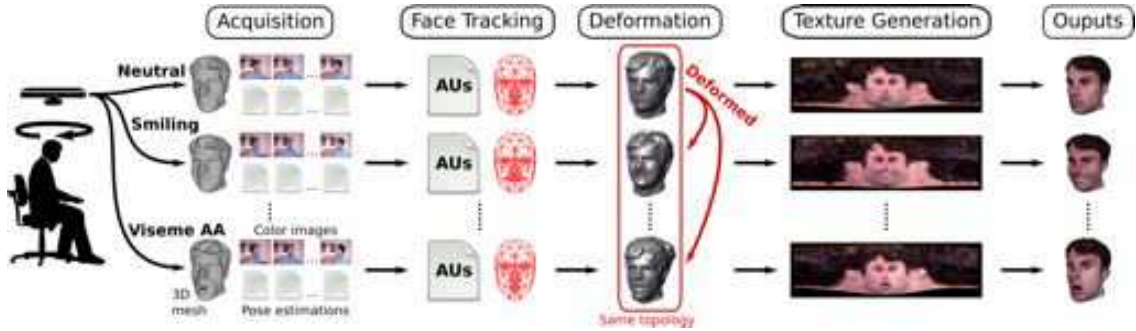 Acquisition
Face Tracking
Deformation
Texture Generation
Ouputs
Neutral
AUs
Deformed
Smiling
AUs
Viseme AA
Color images
AUs
3D
mesh
Pose estimations
Same topology